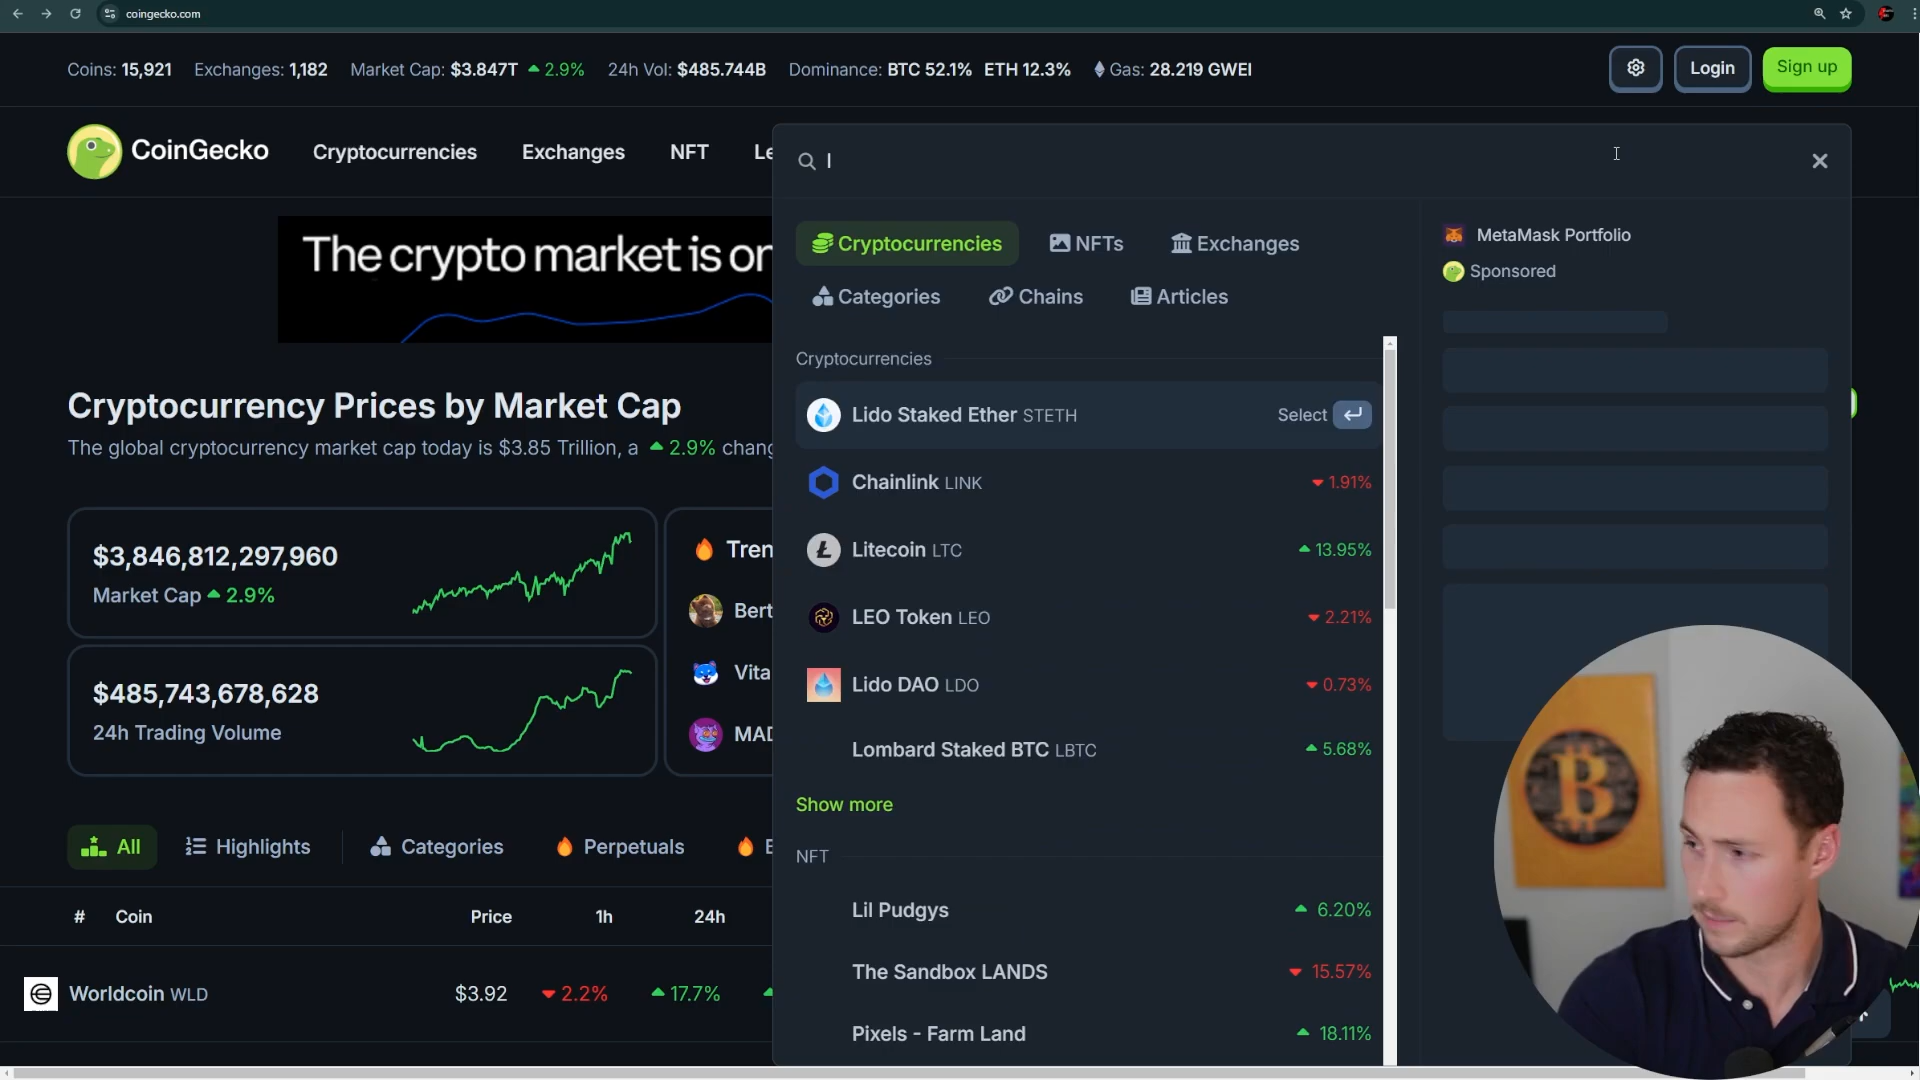 coingecko.com
Coins: 15,921 Exchanges: 1,182 Market Cap: $3.847T 2.9% 24h Vol: $485.744B Dominance: BTC 52.1% ETH 12.3% Gas: 28.219 GWEI
Login
Sign up
CoinGecko
Cryptocurrencies
Exchanges
NFT
Le
l
The crypto market is or
Cryptocurrencies
NFTs
Exchanges
Categories
Chains
Articles
MetaMask Portfolio
Sponsored
Cryptocurrencies
Lido Staked Ether STETH Select
Chainlink LINK 1.91%
Litecoin LTC 13.95%
LEO Token LEO 2.21%
Lido DAO LDO 0.73%
Lombard Staked BTC LBTC 5.68%
Show more
NFT
Lil Pudgys 6.20%
The Sandbox LANDS 15.57%
Pixels - Farm Land 18.11%
Cryptocurrency Prices by Market Cap
The global cryptocurrency market cap today is $3.85 Trillion, a 2.9% chang
$3,846,812,297,960
Market Cap 2.9%
$485,743,678,628
24h Trading Volume
Tren
Bert
Vita
MAD
All
Highlights
Categories
Perpetuals
E
# Coin Price 1h 24h
Worldcoin WLD $3.92 2.2% 17.7%